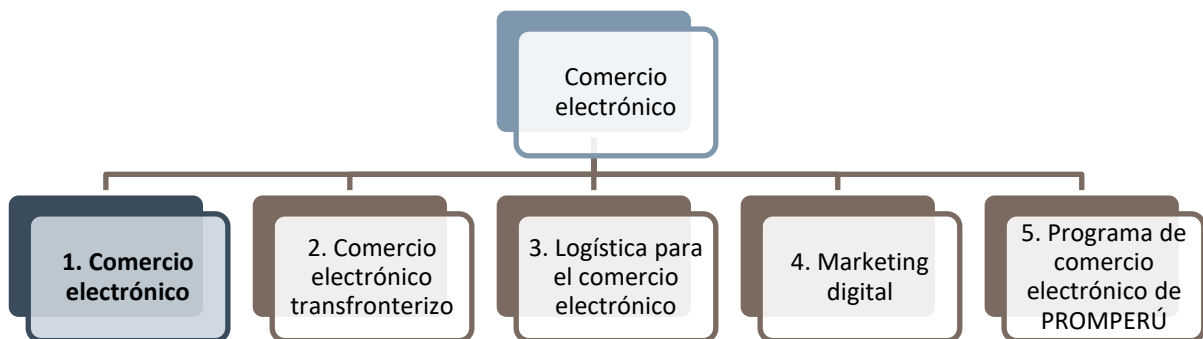 Comercio
electrónico
1. Comercio
electrónico
2. Comercio
electrónico
transfronterizo
3. Logística para
el comercio
electrónico
4. Marketing
digital
5. Programa de
comercio
electrónico de
PROMPERÚ